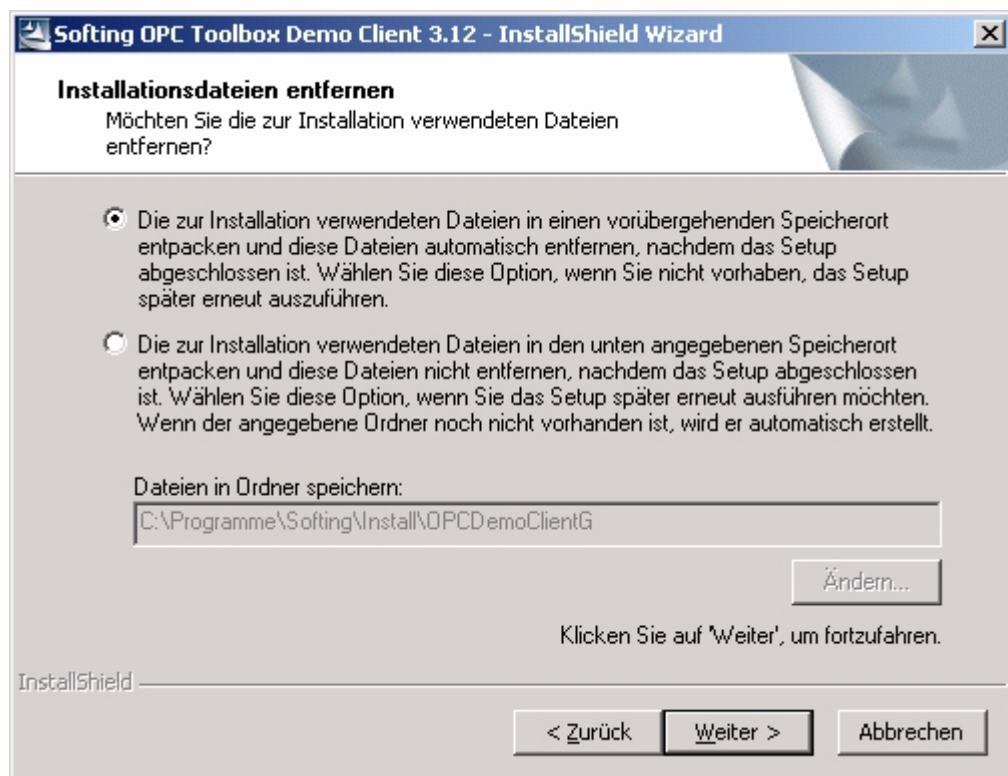 Softing OPC Toolbox Demo Client 3.12 - InstallShield Wizard
Installationsdateien entfernen
Möchten Sie die zur Installation verwendeten Dateien
entfernen?
Die zur Installation verwendeten Dateien in einen vorübergehenden Speicherort
entpacken und diese Dateien automatisch entfernen, nachdem das Setup
abgeschlossen ist. Wählen Sie diese Option, wenn Sie nicht vorhaben, das Setup
später erneut auszuführen.
Die zur Installation verwendeten Dateien in den unten angegebenen Speicherort
entpacken und diese Dateien nicht entfernen, nachdem das Setup abgeschlossen
ist. Wählen Sie diese Option, wenn Sie das Setup später erneut ausführen möchten.
Wenn der angegebene Ordner noch nicht vorhanden ist, wird er automatisch erstellt.
Dateien in Ordner speichern:
C:\Programme\Softing\Install\OPCDemoClientG
Ändern...
Klicken Sie auf 'Weiter', um fortzufahren.
InstallShield
< Zurück
Weiter >
Abbrechen